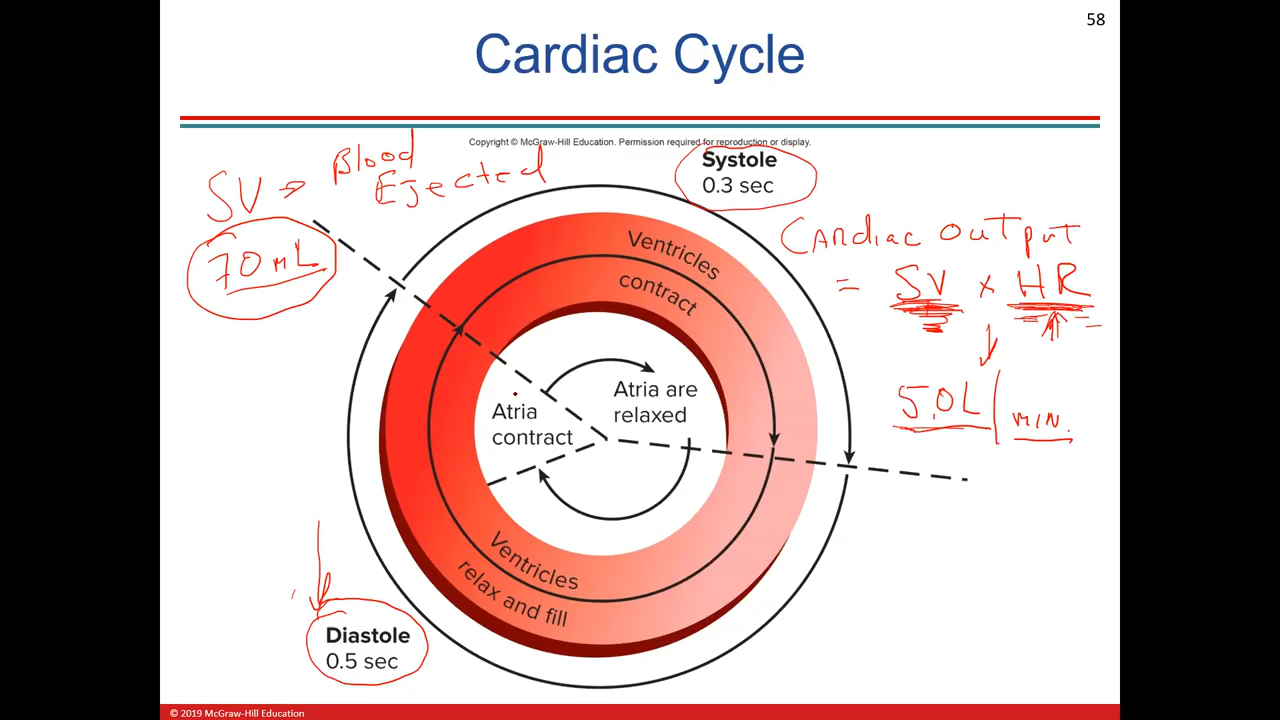 58
Cardiac Cycle
Copyright © McGraw-Hill Education. Permission required for reproduction or display.
Systole
0.3 sec
SV → Blood
Ejected
70 mL
Cardiac Output
= SV x HR
5.0L / min.
Ventricles
contract
Atria are
relaxed
Atria
contract
Ventricles
relax and fill
Diastole
0.5 sec
© 2019 McGraw-Hill Education